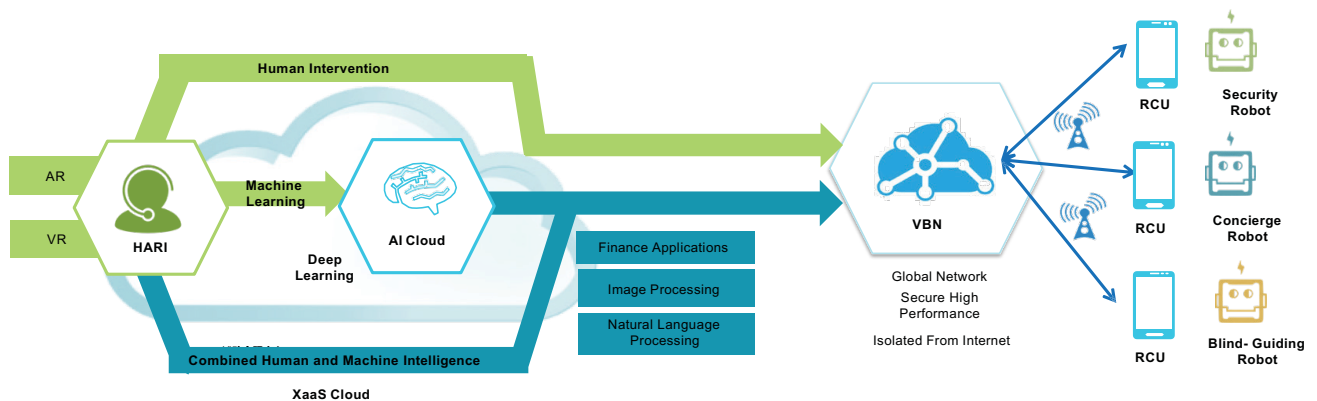 Human Intervention
AR
VR
HARI
Machine
Learning
AI Cloud
Deep
Learning
Combined Human and Machine Intelligence
XaaS Cloud
Finance Applications
Image Processing
Natural Language
Processing
VBN
Global Network
Secure High
Performance
Isolated From Internet
RCU
Security
Robot
RCU
Concierge
Robot
RCU
Blind- Guiding
Robot